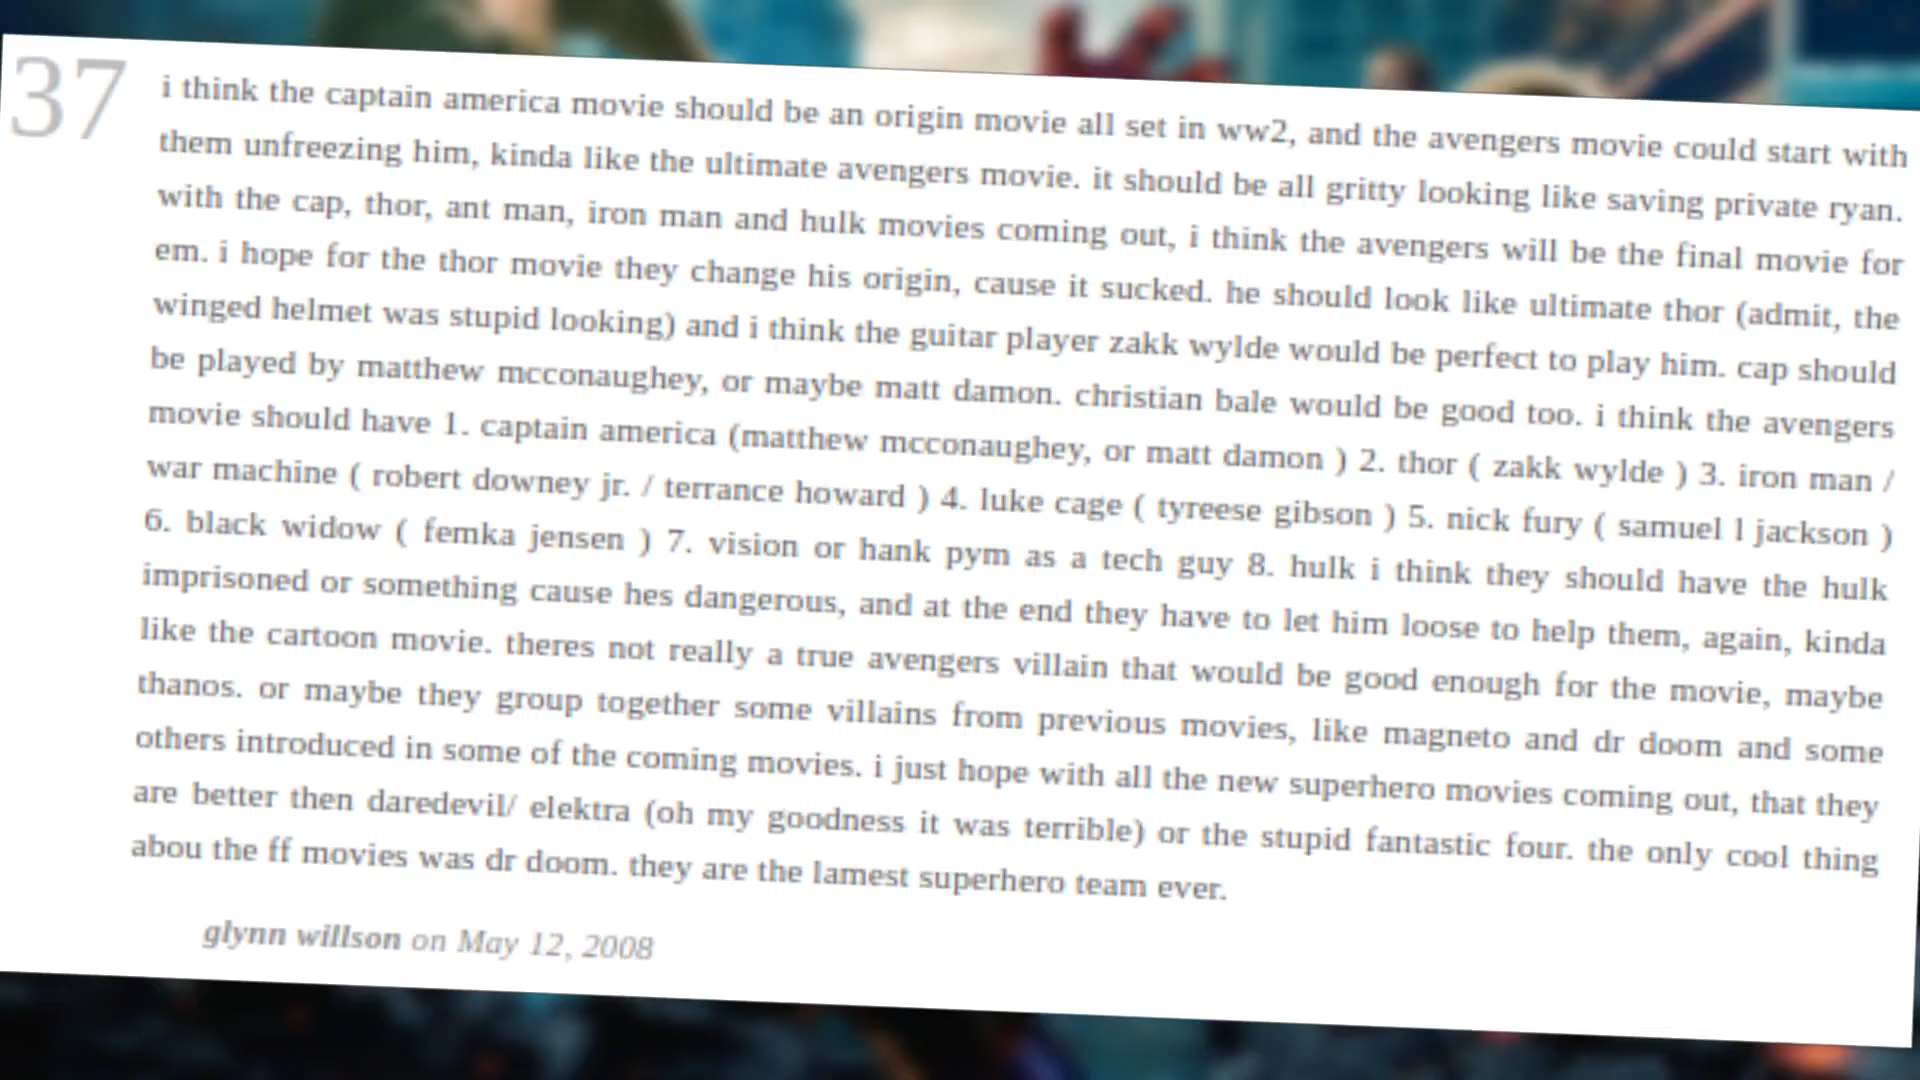 37
i think the captain america movie should be an origin movie all set in ww2, and the avengers movie could start with
them unfreezing him, kinda like the ultimate avengers movie. it should be all gritty looking like saving private ryan.
with the cap, thor, ant man, iron man and hulk movies coming out, i think the avengers will be the final movie for
em. i hope for the thor movie they change his origin, cause it sucked. he should look like ultimate thor (admit, the
winged helmet was stupid looking) and i think the guitar player zakk wylde would be perfect to play him. cap should
be played by matthew mcconaughey, or maybe matt damon. christian bale would be good too. i think the avengers
movie should have 1. captain america (matthew mcconaughey, or matt damon ) 2. thor ( zakk wylde ) 3. iron man /
war machine ( robert downey jr. / terrance howard ) 4. luke cage ( tyreese gibson ) 5. nick fury ( samuel l jackson )
6. black widow ( femka jensen ) 7. vision or hank pym as a tech guy 8. hulk i think they should have the hulk
imprisoned or something cause hes dangerous, and at the end they have to let him loose to help them, again, kinda
like the cartoon movie. theres not really a true avengers villain that would be good enough for the movie, maybe
thanos. or maybe they group together some villains from previous movies, like magneto and dr doom and some
others introduced in some of the coming movies. i just hope with all the new superhero movies coming out, that they
are better then daredevil/ elektra (oh my goodness it was terrible) or the stupid fantastic four. the only cool thing
abou the ff movies was dr doom. they are the lamest superhero team ever.
glynn willson on May 12, 2008